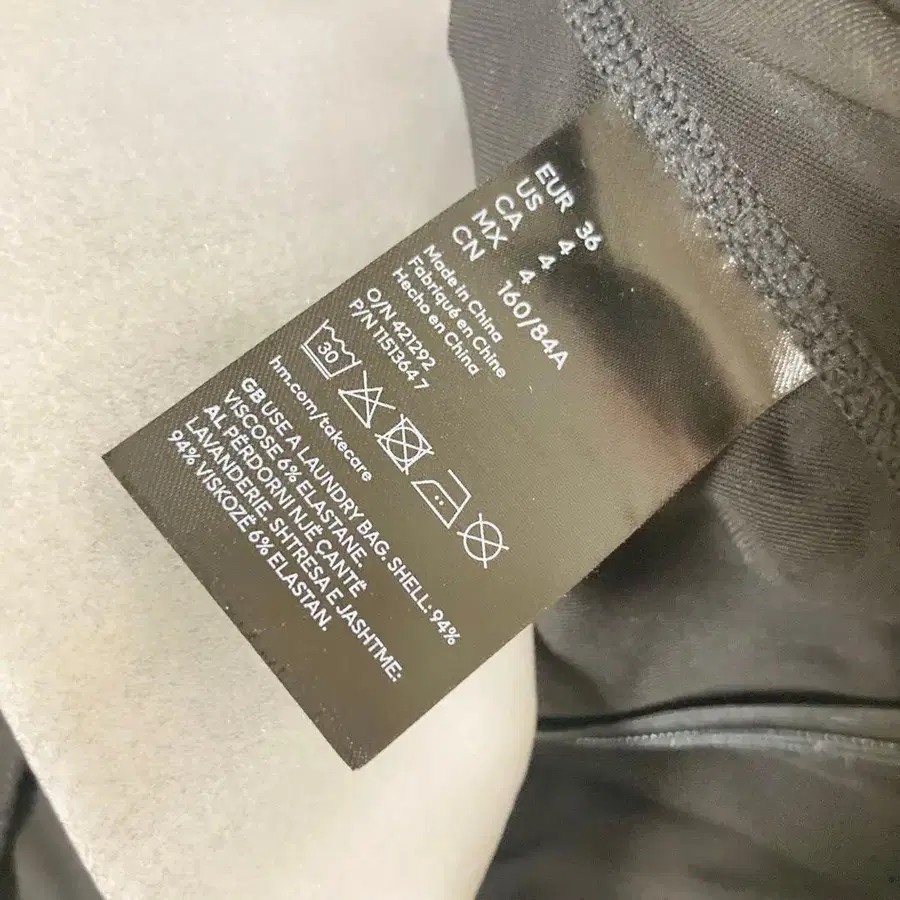 EUR 36
US 4
CA 4
MX 4
CN 160/84A
Made in China
Fabriqué en Chine
Hecho en China
O/N 421292
P/N 11513647
30
hm.com/takecare
GB USE A LAUNDRY BAG. SHELL: 94%
VISCOSE 6% ELASTANE.
AL PËRDORNI NJË ÇANTË
LAVANDERIE. SHTRESA E JASHTME:
94% VISKOZË 6% ELASTAN.